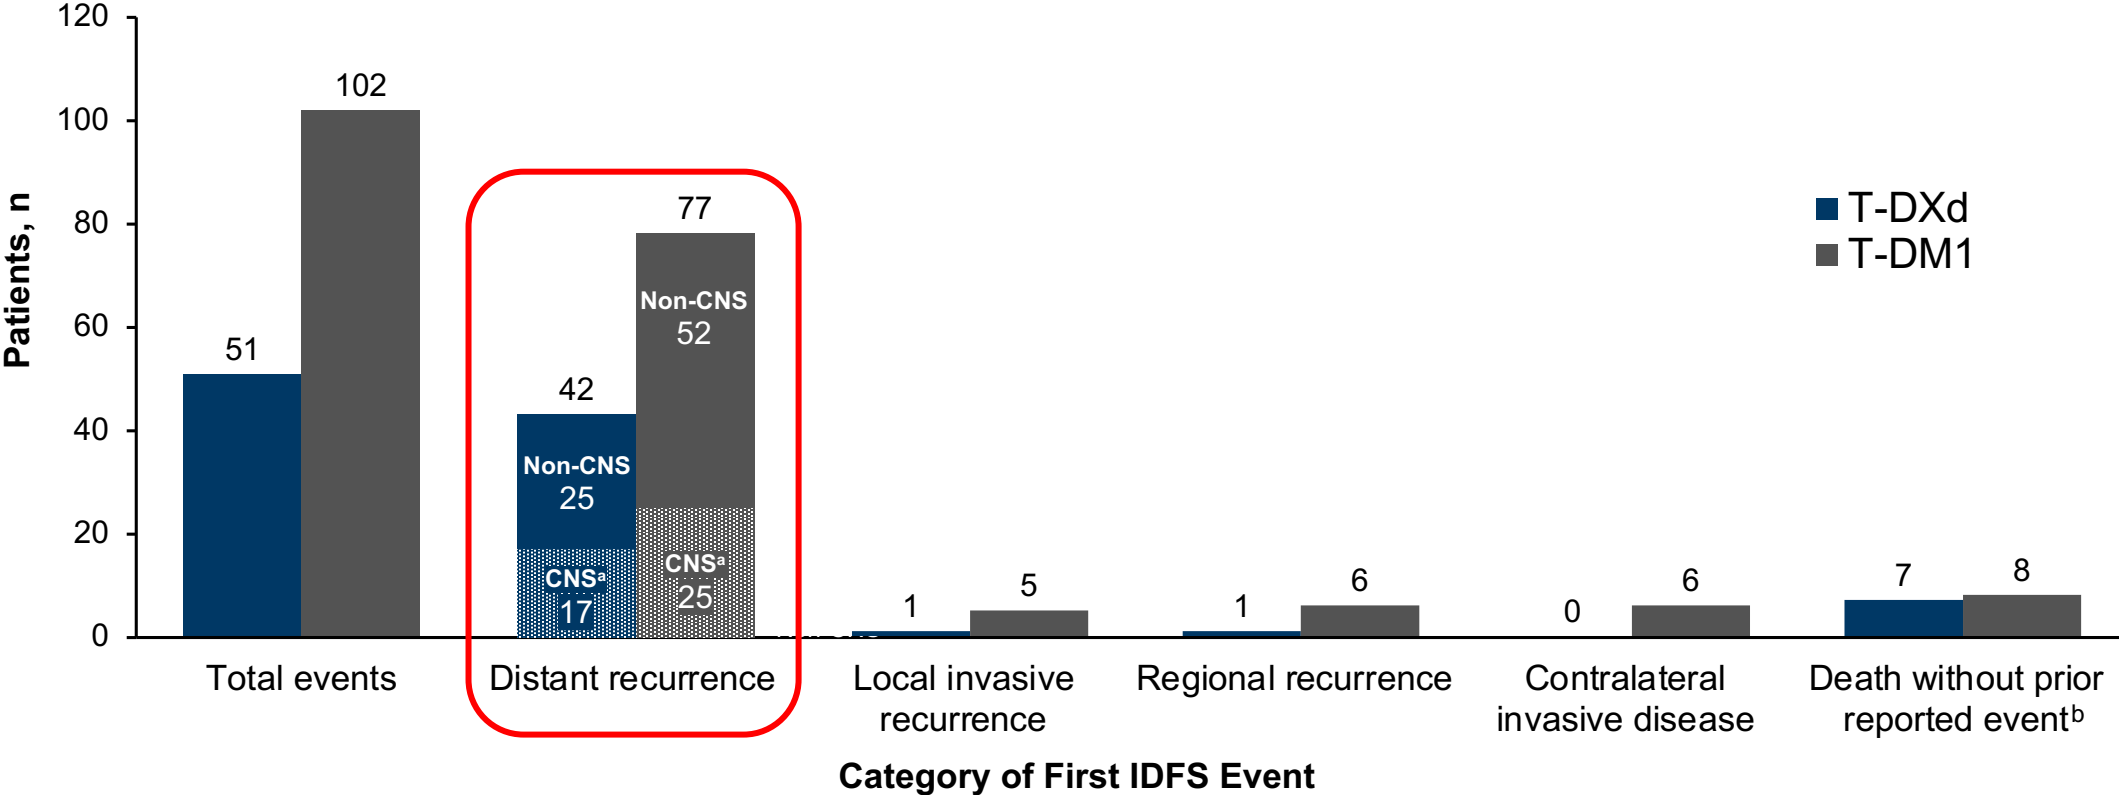 120
100
80
60
40
20
0
Patients, n
51
102
42
77
Non-CNS
25
CNSᵃ
17
Non-CNS
52
CNSᵃ
25
1
5
1
6
0
6
7
8
T-DXd
T-DM1
Total events
Distant recurrence
Local invasive
recurrence
Regional recurrence
Contralateral
invasive disease
Death without prior
reported eventᵇ
Category of First IDFS Event